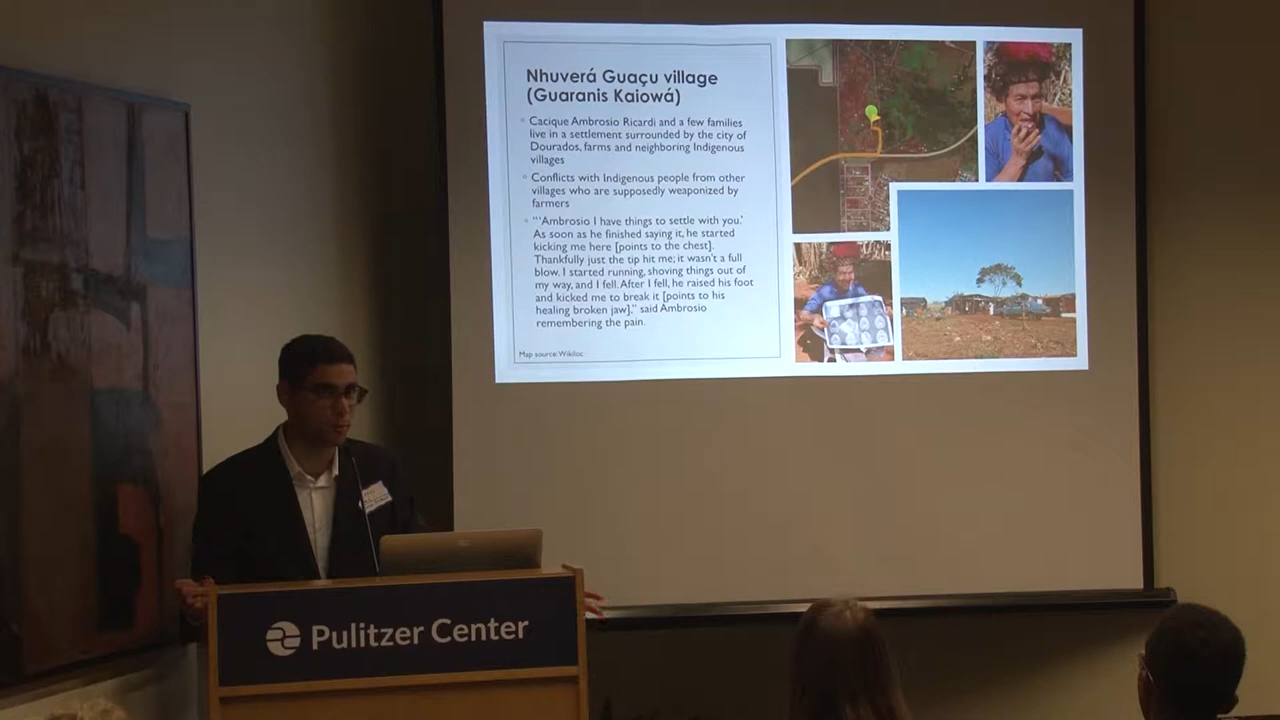 Nhuverá Guaçu village
(Guaranis Kaiowá)
Cacique Ambrosio Ricardi and a few families
live in a settlement surrounded by the city of
Dourados, farms and neighboring Indigenous
villages
Conflicts with Indigenous people from other
villages who are supposedly weaponized by
farmers
“‘Ambrosio I have things to settle with you.’
As soon as he finished saying it, he started
kicking me here [points to the chest].
Thankfully just the tip hit me; it wasn’t a full
blow. I started running, shoving things out of
my way, and I fell. After I fell, he raised his foot
and kicked me to break it [points to his
healing broken jaw],” said Ambrosio
remembering the pain.
Map source: Wikiloc
Pulitzer Center